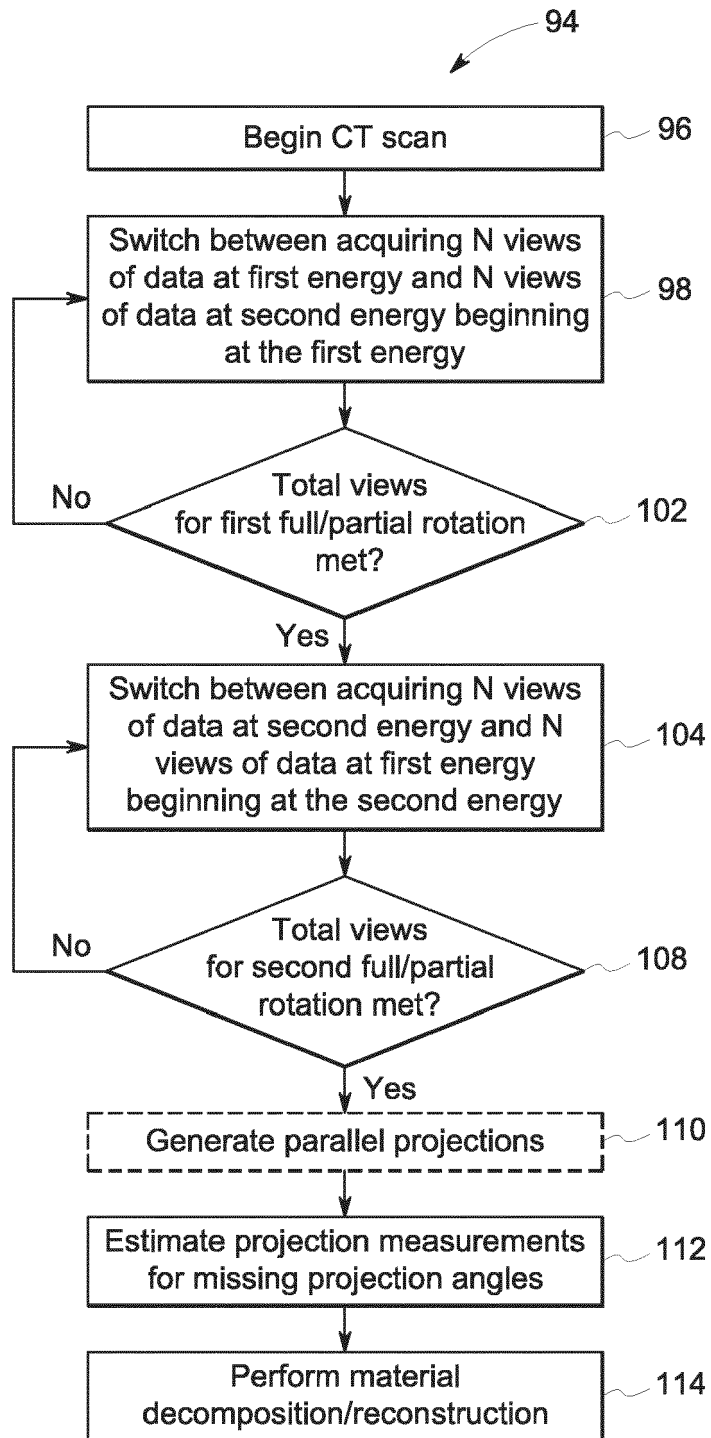 94
Begin CT scan
96
Switch between acquiring N views
of data at first energy and N views
of data at second energy beginning
at the first energy
98
Total views
for first full/partial rotation
met?
102
No
Yes
Switch between acquiring N views
of data at second energy and N
views of data at first energy
beginning at the second energy
104
Total views
for second full/partial
rotation met?
108
No
Yes
Generate parallel projections
110
Estimate projection measurements
for missing projection angles
112
Perform material
decomposition/reconstruction
114